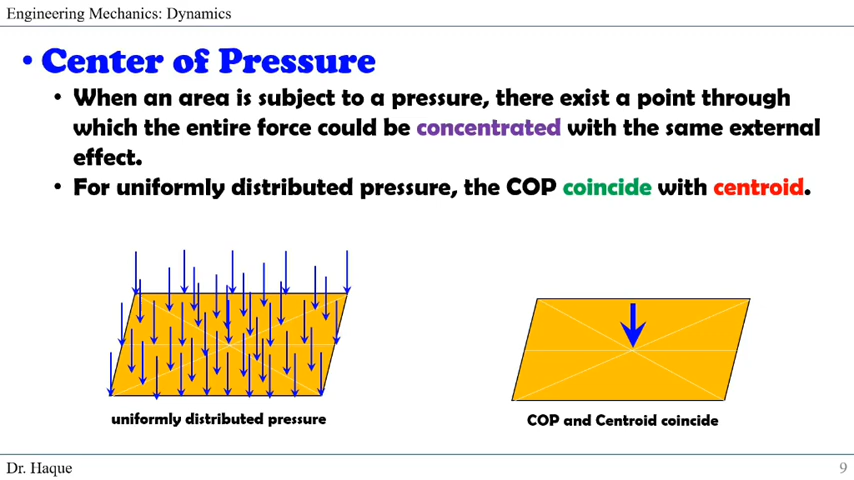 Engineering Mechanics: Dynamics
• Center of Pressure
• When an area is subject to a pressure, there exist a point through
which the entire force could be concentrated with the same external
effect.
• For uniformly distributed pressure, the COP coincide with centroid.
uniformly distributed pressure
COP and Centroid coincide
Dr. Haque
9